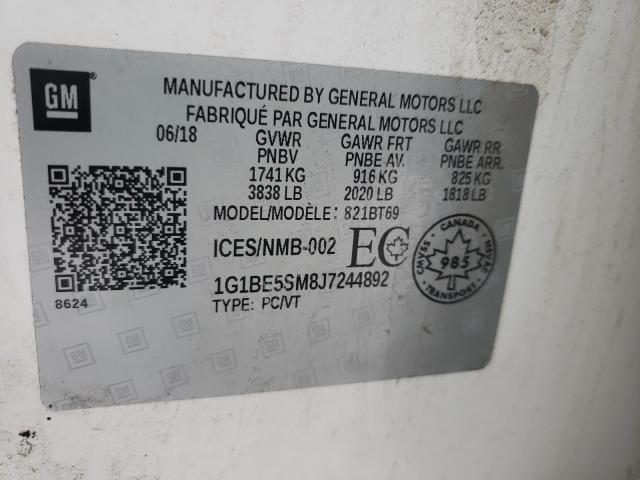 GM
MANUFACTURED BY GENERAL MOTORS LLC
FABRIQUÉ PAR GENERAL MOTORS LLC
06/18 GVWR GAWR FRT GAWR RR
PNBV PNBE AV. PNBE ARR.
1741 KG 916 KG 825 KG
3838 LB 2020 LB 1818 LB
MODEL/MODÈLE: 821BT69
ICES/NMB-002 EC
CANADA
CMVSS 985 NSVAC
TRANSPORT
1G1BE5SM8J7244892
8624 TYPE: PC/VT